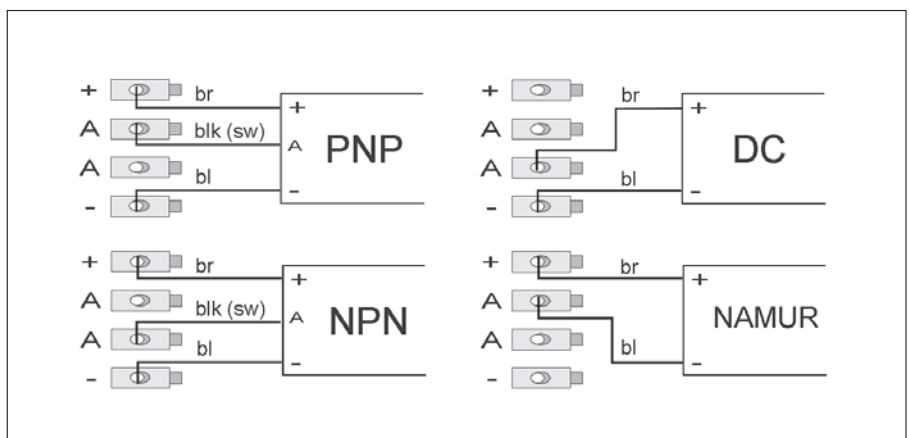 + br +
A blk (sw) A PNP
A bl
- -
+ br +
A
A DC
- bl -
+ br +
A
A blk (sw) A NPN
- bl -
+ br +
A NAMUR
A bl -
-